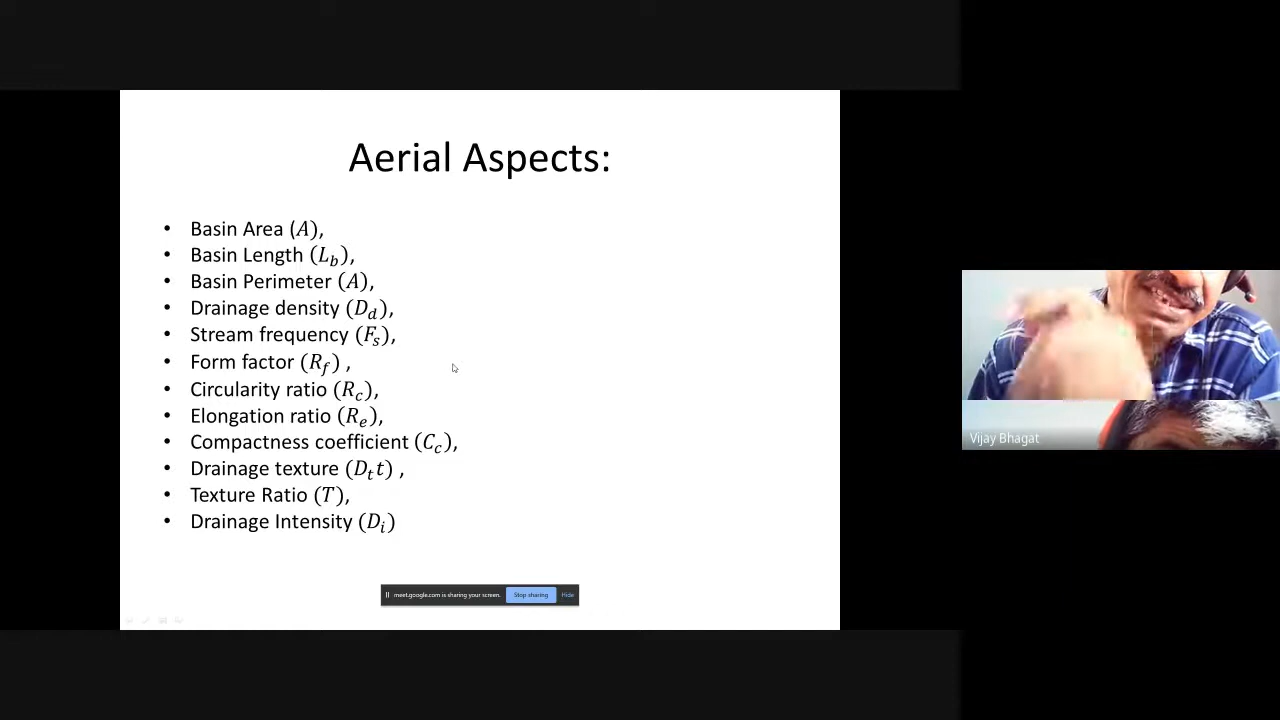 Aerial Aspects:
• Basin Area (A),
• Basin Length (L_b),
• Basin Perimeter (A),
• Drainage density (D_d),
• Stream frequency (F_s),
• Form factor (R_f) ,
• Circularity ratio (R_c),
• Elongation ratio (R_e),
• Compactness coefficient (C_c),
• Drainage texture (D_t t) ,
• Texture Ratio (T),
• Drainage Intensity (D_i)
Vijay Bhagat
meet.google.com is sharing your screen. Stop sharing Hide